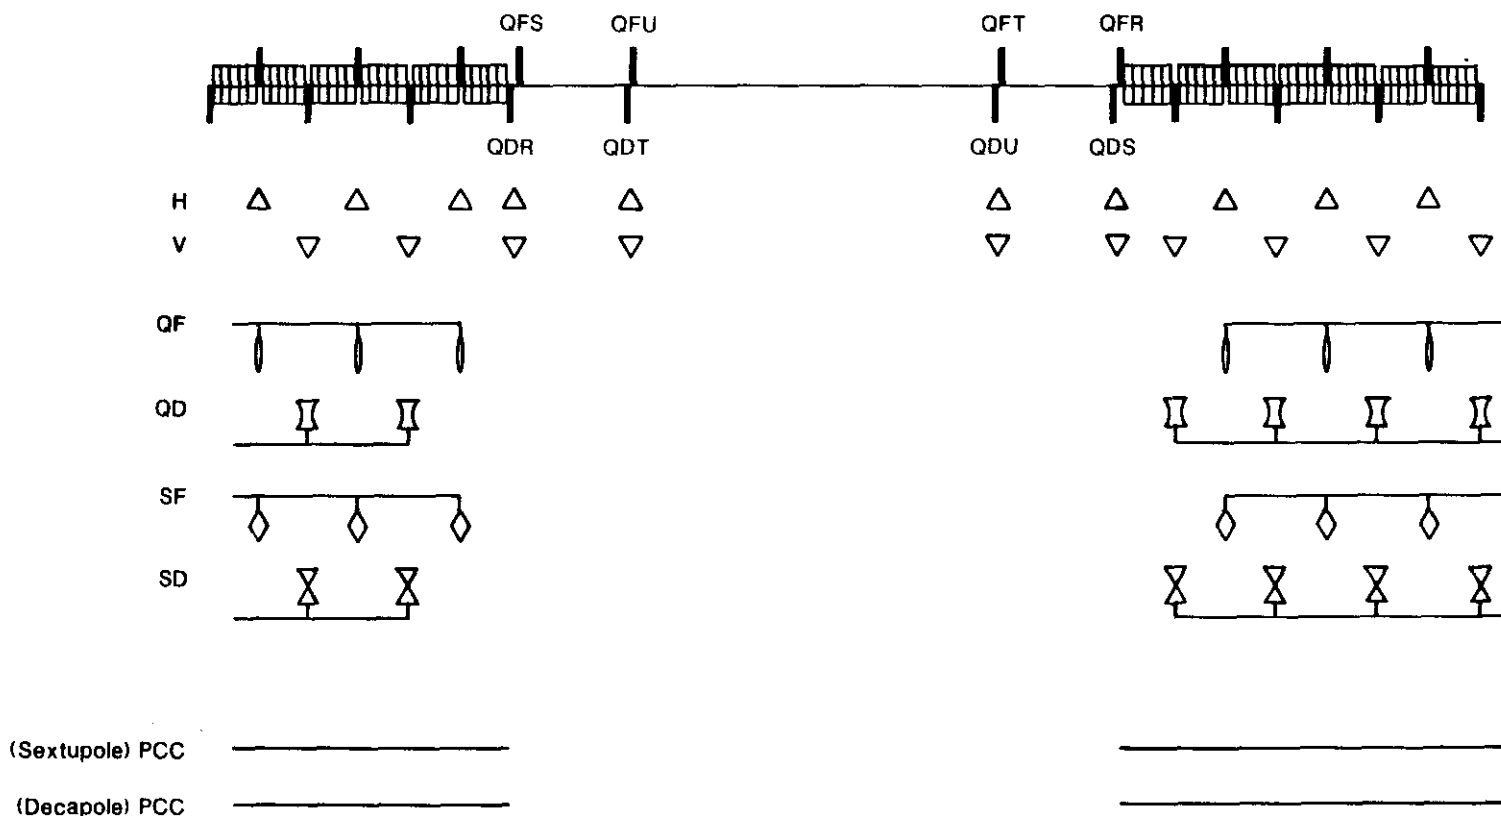 QFS QFU QFT QFR
QDR QDT QDU QDS
H
V
QF
QD
SF
SD
(Sextupole) PCC
(Decapole) PCC